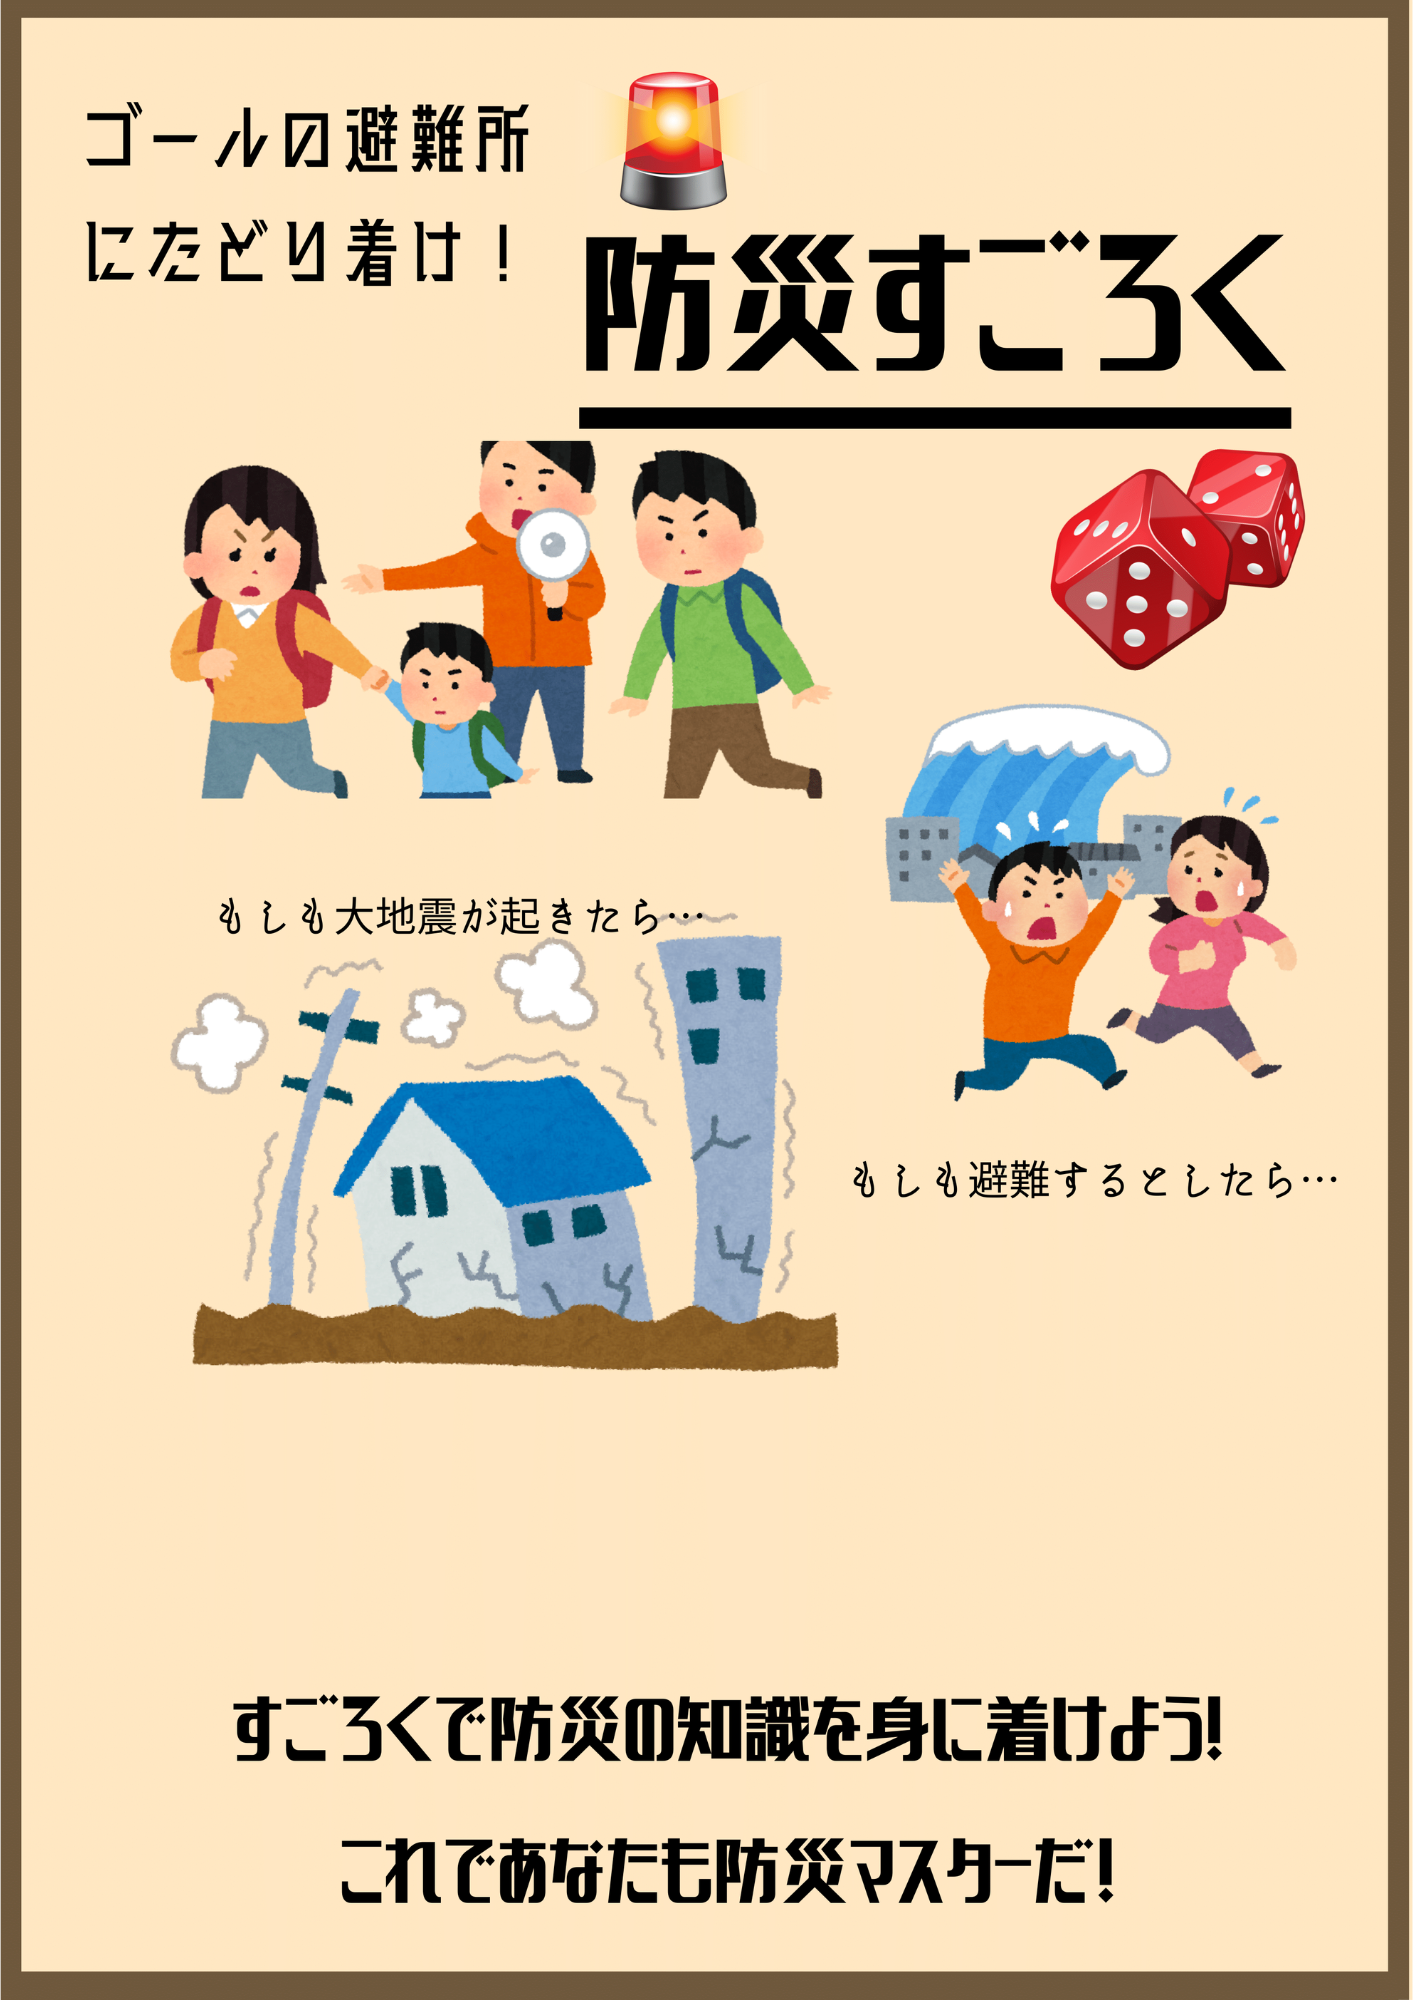 ゴールの避難所
にたどり着け！
防災すごろく
もしも大地震が起きたら…
もしも避難するとしたら…
すごろくで防災の知識を身に着けよう！
これであなたも防災マスターだ！